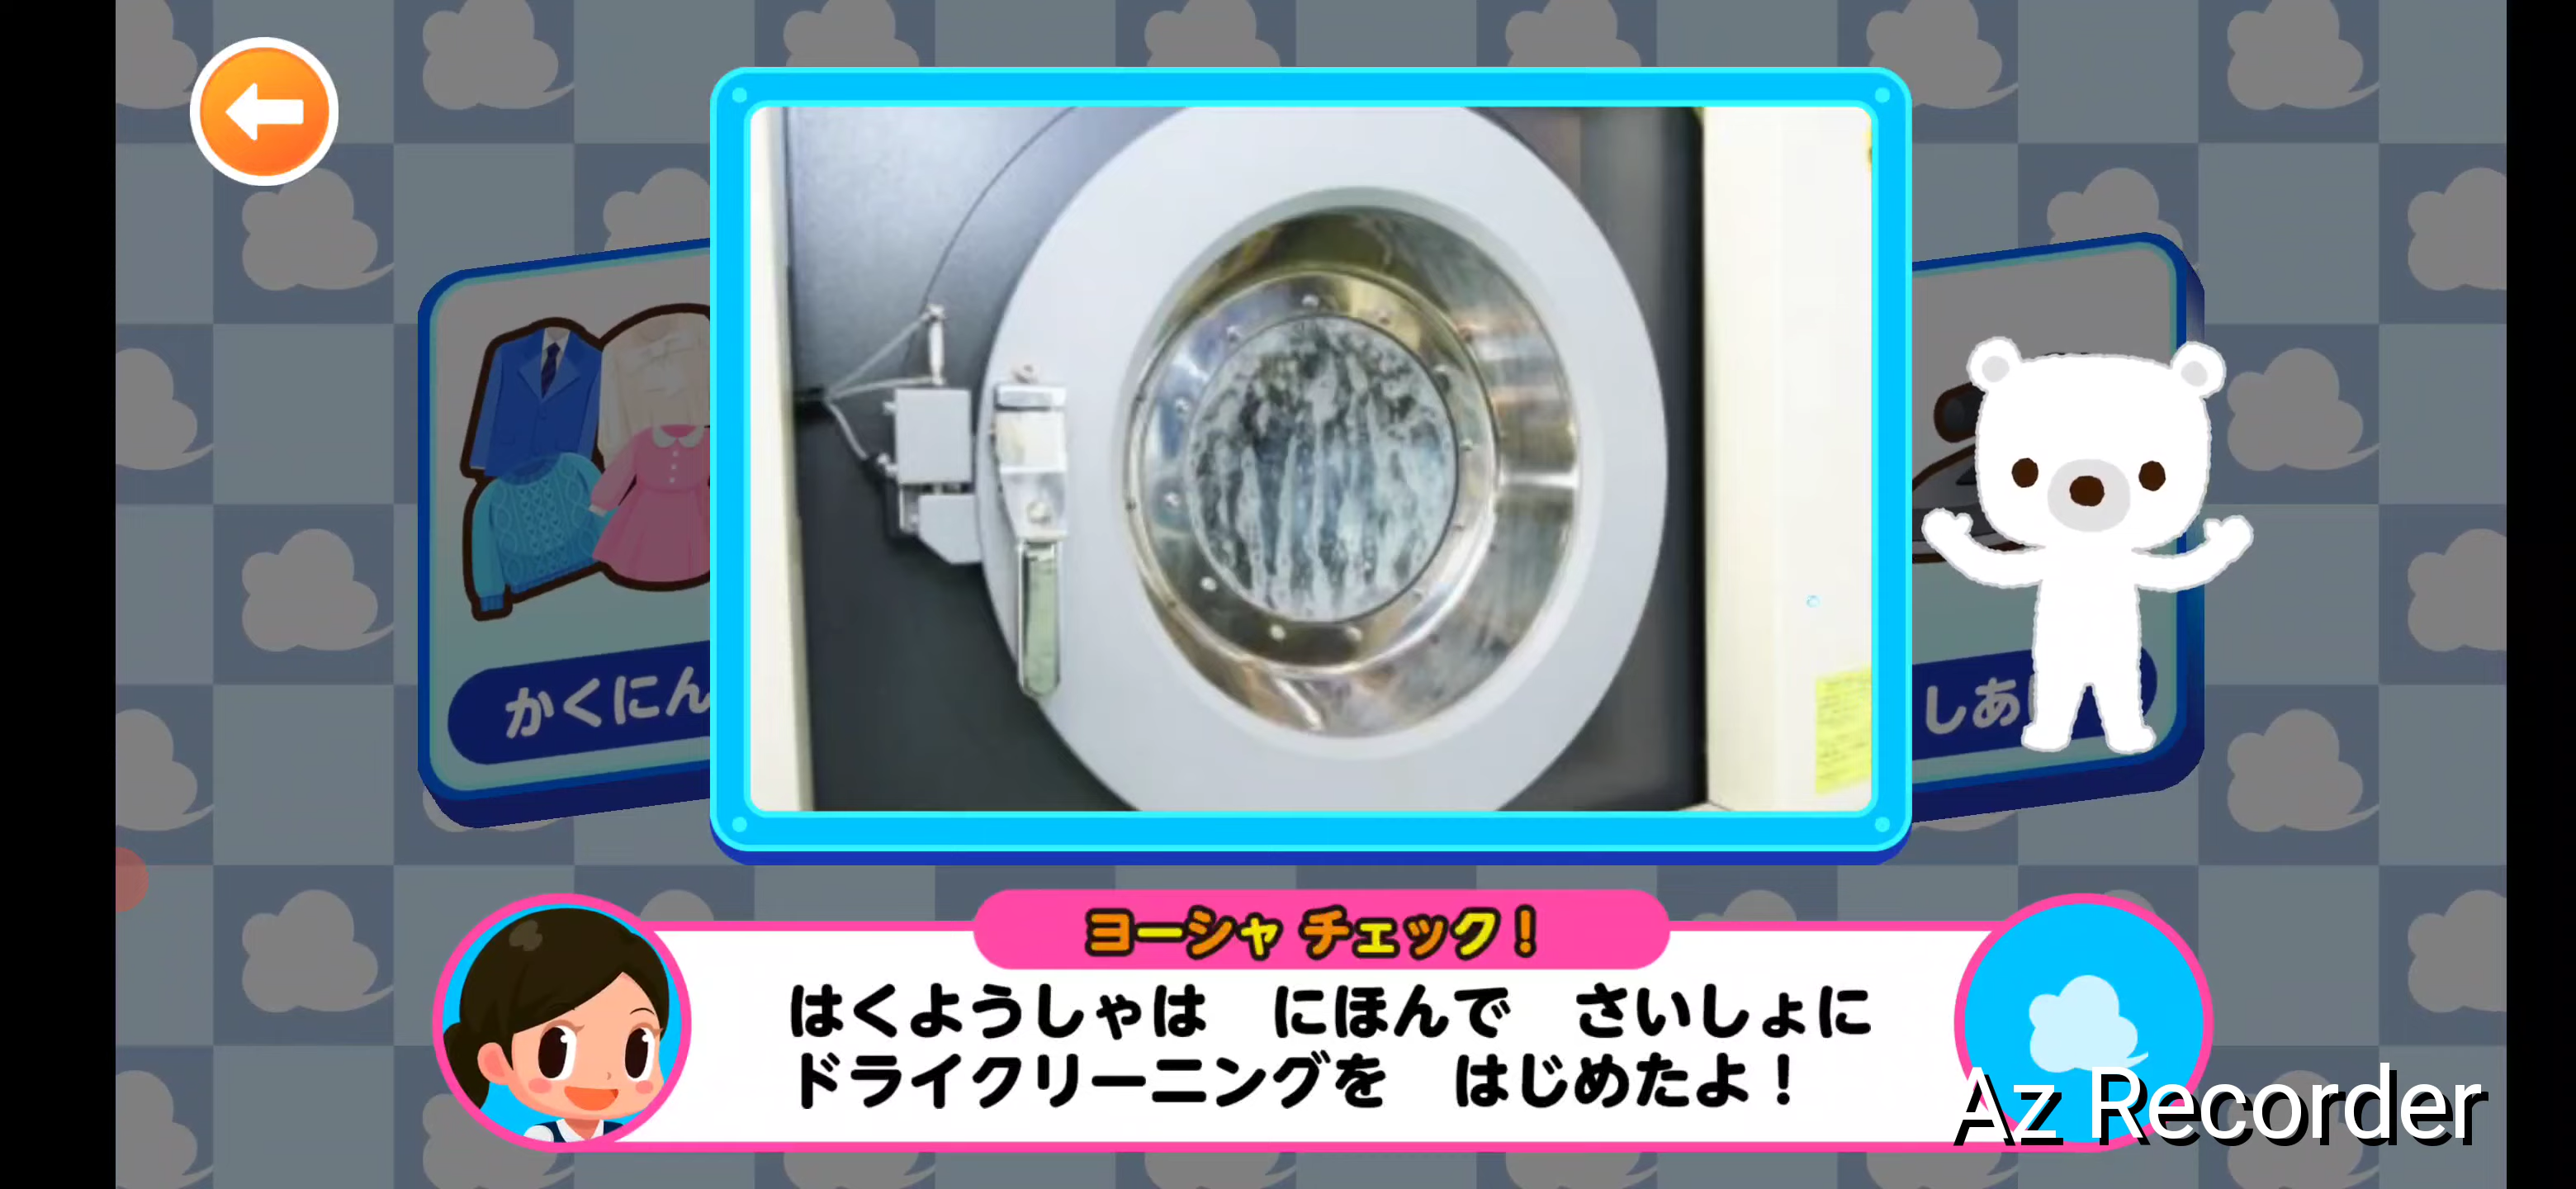 かくにん
しあ
ヨーシャ チェック！
はくようしゃは　にほんで　さいしょに
ドライクリーニングを　はじめたよ！
Az Recorder